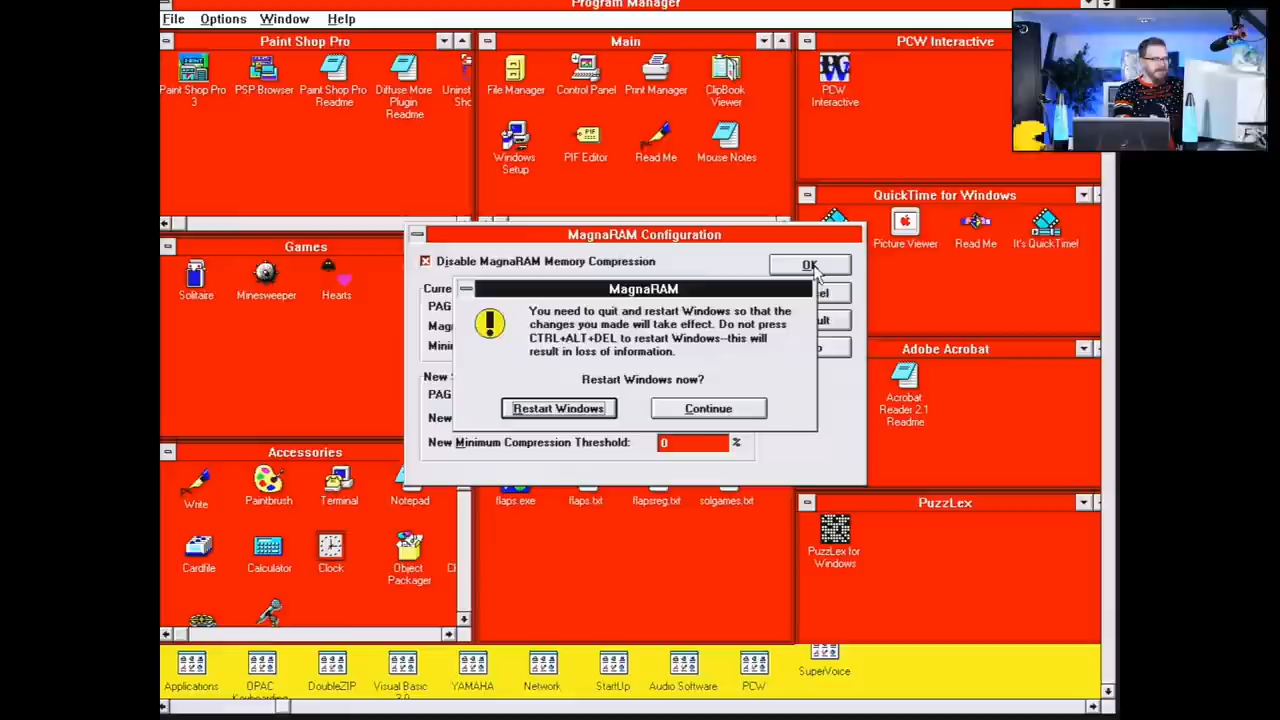 Program Manager
File Options Window Help
Paint Shop Pro
Main
PCW Interactive
Paint Shop Pro 3
PSP Browser
Paint Shop Pro Readme
Diffuse More Plugin Readme
File Manager
Control Panel
Print Manager
ClipBook Viewer
PCW Interactive
Windows Setup
PIF Editor
Read Me
Mouse Notes
QuickTime for Windows
Picture Viewer
Read Me
It's QuickTime!
Games
Solitaire
Minesweeper
Hearts
MagnaRAM Configuration
Disable MagnaRAM Memory Compression
OK
MagnaRAM
You need to quit and restart Windows so that the
changes you made will take effect. Do not press
CTRL+ALT+DEL to restart Windows--this will
result in loss of information.
Restart Windows now?
Restart Windows
Continue
New Minimum Compression Threshold: 0 %
Adobe Acrobat
Acrobat Reader 2.1 Readme
Accessories
Write
Paintbrush
Terminal
Notepad
flaps.exe
flaps.txt
flapsreg.txt
solgames.txt
Cardfile
Calculator
Clock
Object Packager
PuzzLex
PuzzLex for Windows
Applications
OPAC
DoubleZIP
Visual Basic
YAMAHA
Network
StartUp
Audio Software
PCW
SuperVoice